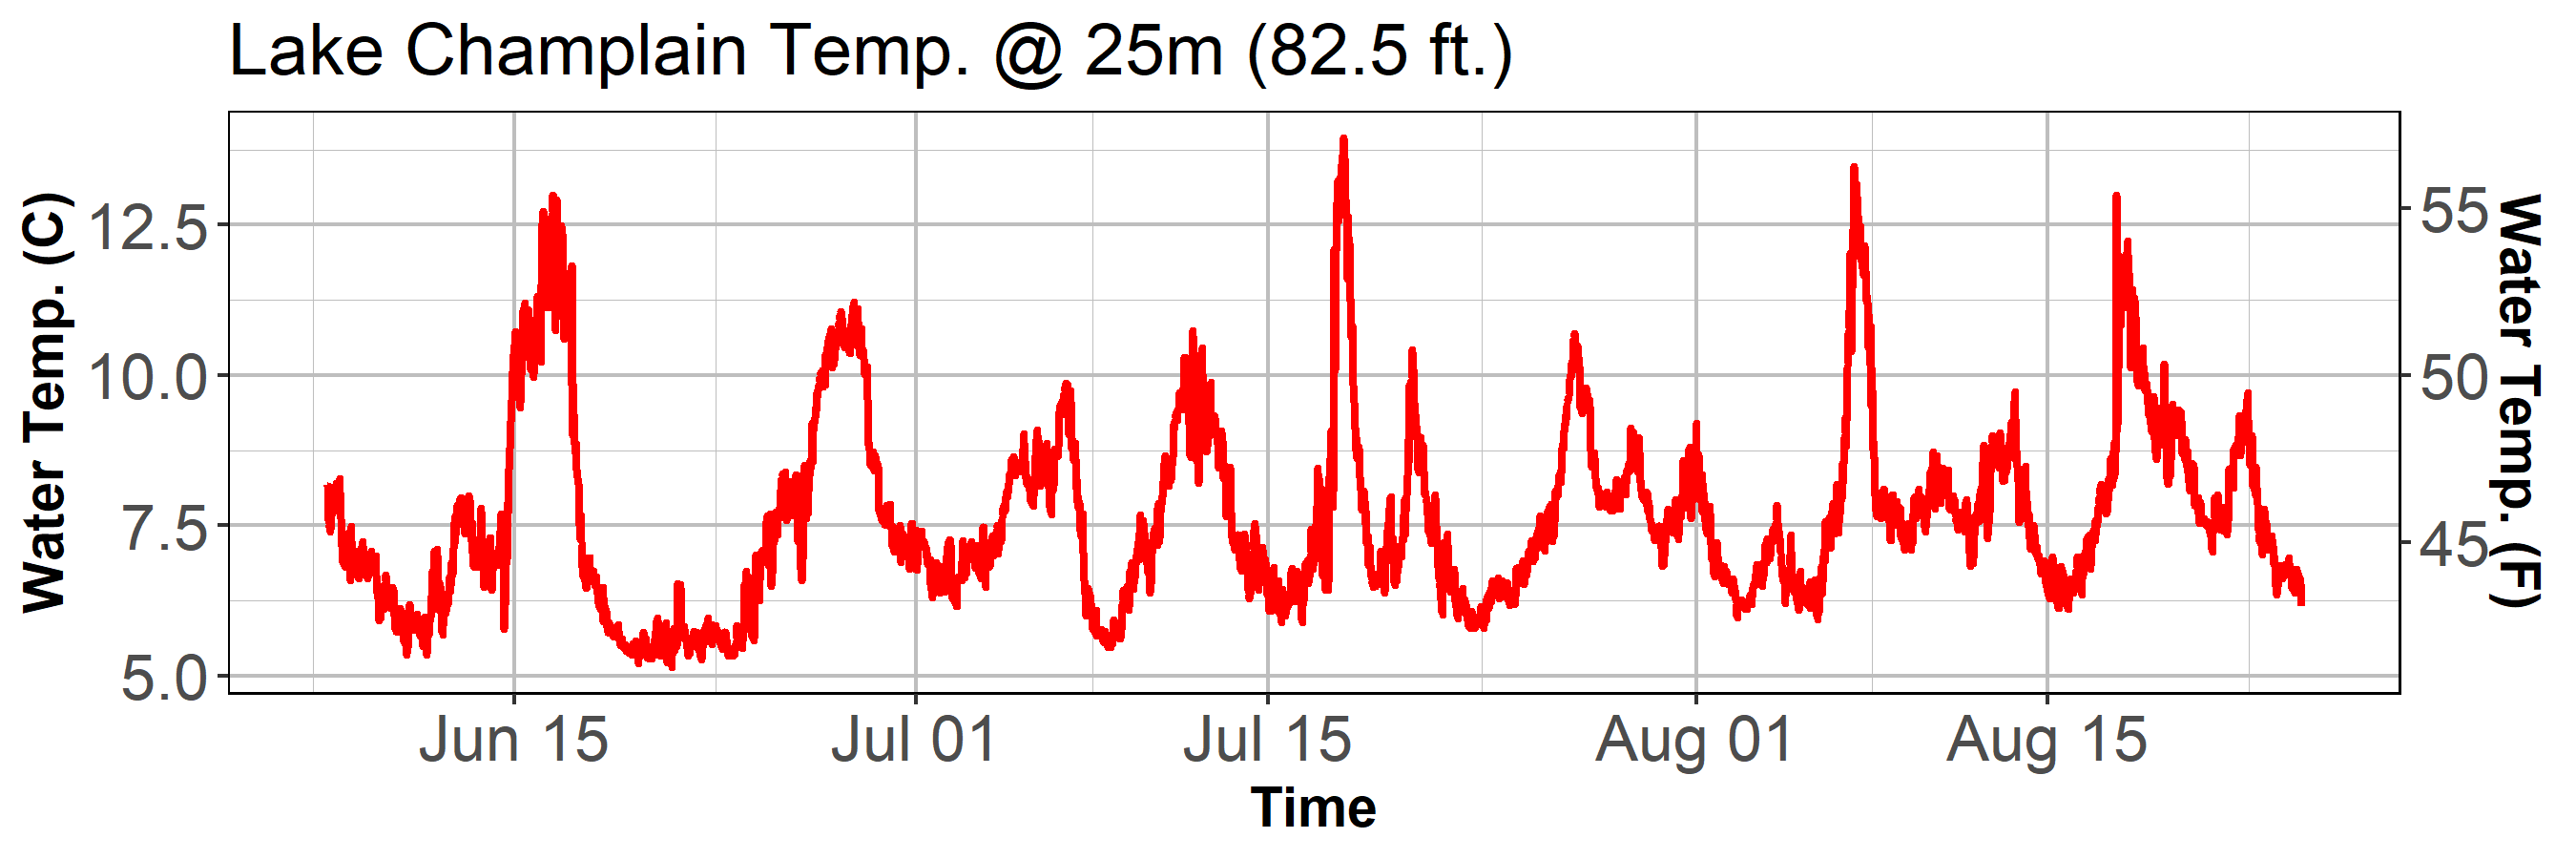 Lake Champlain Temp. @ 25m (82.5 ft.)
Water Temp. (C)
12.5
10.0
7.5
5.0
55
50
45
Water Temp. (F)
Jun 15 Jul 01 Jul 15 Aug 01 Aug 15
Time